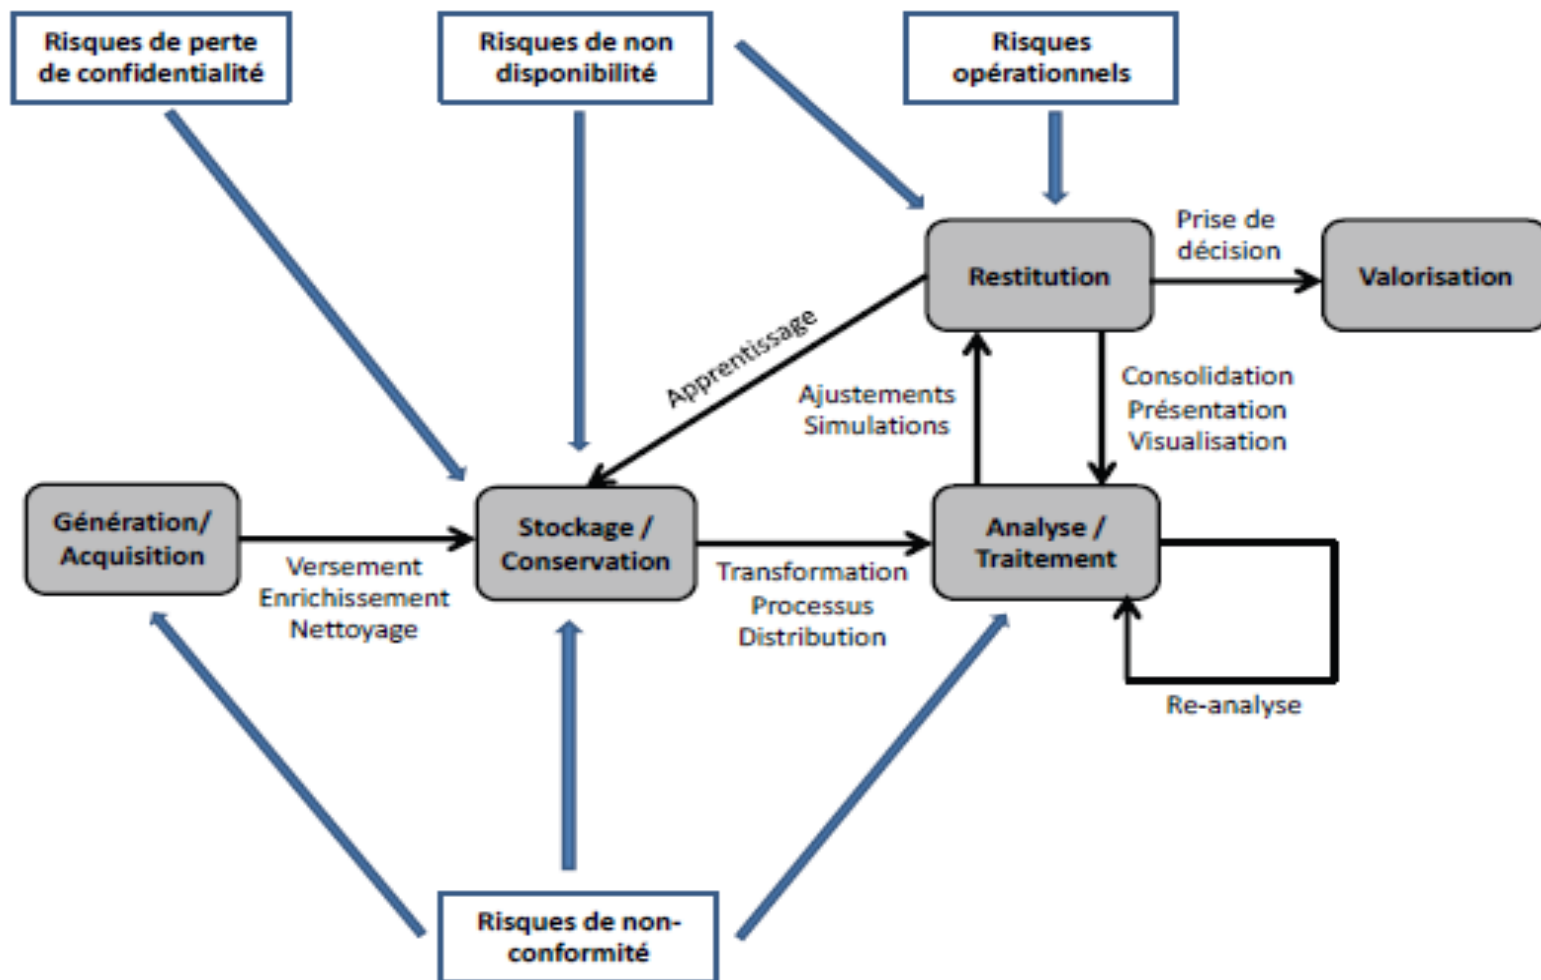 Risques de perte
de confidentialité
Risques de non
disponibilité
Risques
opérationnels
Prise de
décision
Restitution
Valorisation
Apprentissage
Ajustements
Simulations
Consolidation
Présentation
Visualisation
Génération/
Acquisition
Versement
Enrichissement
Nettoyage
Stockage /
Conservation
Transformation
Processus
Distribution
Analyse /
Traitement
Re-analyse
Risques de non-
conformité